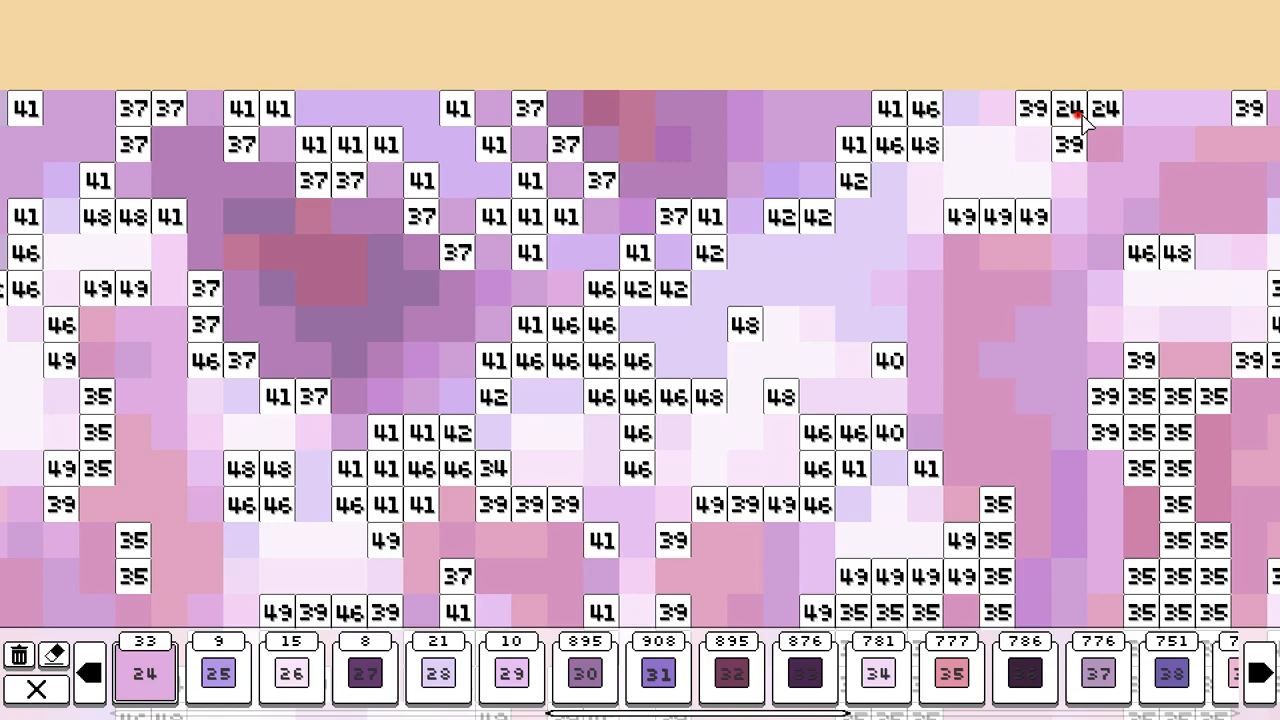 41 37 37 41 41 41 37 41 46 39 24 24 39
37 37 41 41 41 41 37 41 46 48 39
41 37 37 41 41 37 42
41 48 48 41 37 41 41 41 37 41 42 42 49 49 49
46 37 41 41 42 46 48
46 49 49 37 46 42 42
46 37 41 46 46 48
49 46 37 41 46 46 46 46 40 39 39
35 41 37 42 46 46 46 48 48 39 35 35 35
35 41 41 42 46 46 46 40 39 35 35
49 35 48 48 41 41 46 46 34 46 46 41 41 35 35
39 46 46 46 41 41 39 39 39 49 39 49 46 35 35
35 49 41 39 49 35 35 35
35 37 49 49 49 49 35 35 35 35
49 39 46 39 41 41 39 49 35 35 35 35 35 35 35
33 9 15 8 21 10 895 908 895 876 781 777 786 776 751
24 25 26 27 28 29 30 31 32 33 34 35 37 38